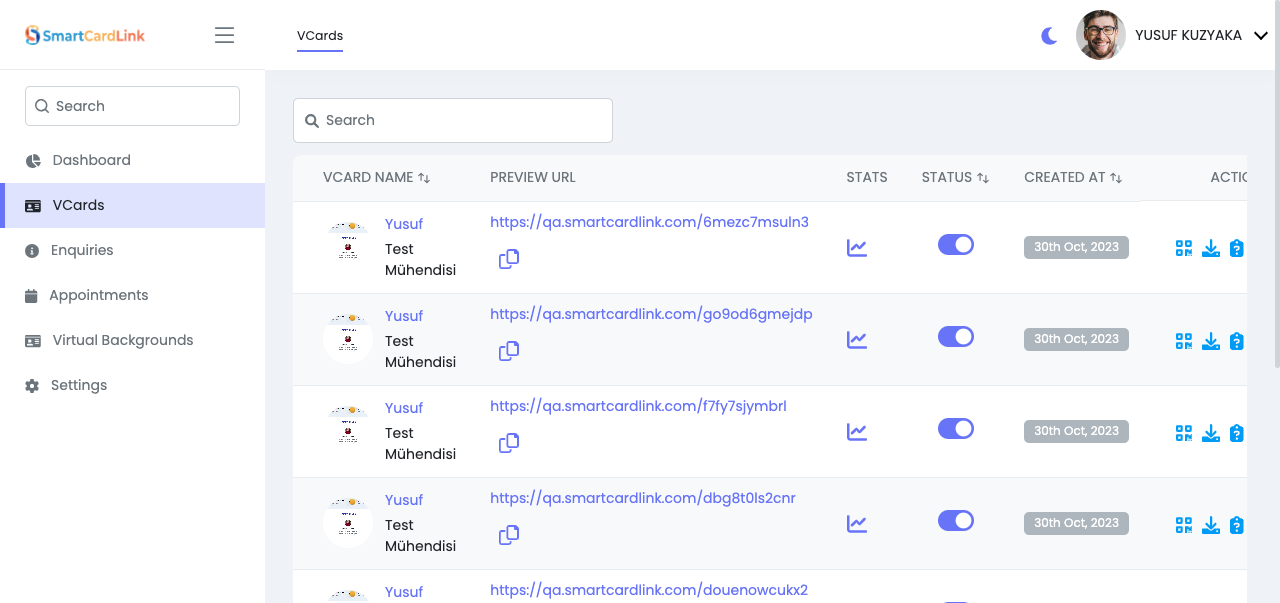 SmartCardLink
VCards
YUSUF KUZYAKA
Search
Dashboard
VCards
Enquiries
Appointments
Virtual Backgrounds
Settings
Search
VCARD NAME PREVIEW URL STATS STATUS CREATED AT ACTIO
Yusuf
Test
Mühendisi
https://qa.smartcardlink.com/6mezc7msuln3
30th Oct, 2023
Yusuf
Test
Mühendisi
https://qa.smartcardlink.com/go9od6gmejdp
30th Oct, 2023
Yusuf
Test
Mühendisi
https://qa.smartcardlink.com/f7fy7sjymbrl
30th Oct, 2023
Yusuf
Test
Mühendisi
https://qa.smartcardlink.com/dbg8t0ls2cnr
30th Oct, 2023
Yusuf
https://qa.smartcardlink.com/douenowcukx2